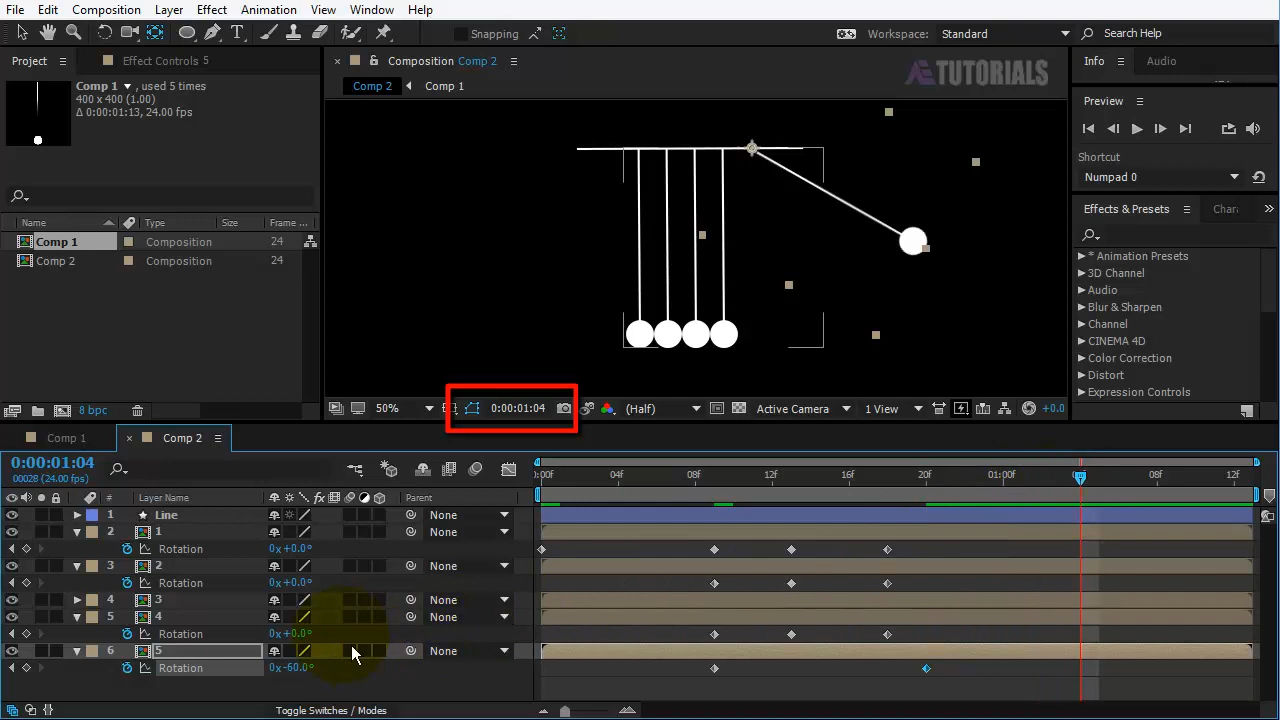 File Edit Composition Layer Effect Animation View Window Help
Snapping
Workspace: Standard
Search Help
Project
Effect Controls 5
Comp 1 , used 5 times
400 x 400 (1.00)
Δ 0:00:01:13, 24.00 fps
Name Type Size Frame ...
Comp 1 Composition 24
Comp 2 Composition 24
8 bpc
Composition Comp 2
Comp 2 Comp 1
AETUTORIALS
50% 0:00:01:04 (Half) Active Camera 1 View +0.0
Info Audio
Preview
Shortcut
Numpad 0
Effects & Presets Chara
* Animation Presets
3D Channel
Audio
Blur & Sharpen
Channel
CINEMA 4D
Color Correction
Distort
Expression Controls
Comp 1 Comp 2
0:00:01:04
00028 (24.00 fps)
:00F 04F 08F 12F 16F 20F 01:00F 08F 12F
# Layer Name fx Parent
1 Line None
2 1 None
Rotation 0x+0.0°
3 2 None
Rotation 0x+0.0°
4 3 None
5 4 None
Rotation 0x+0.0°
6 5 None
Rotation 0x-60.0°
Toggle Switches / Modes